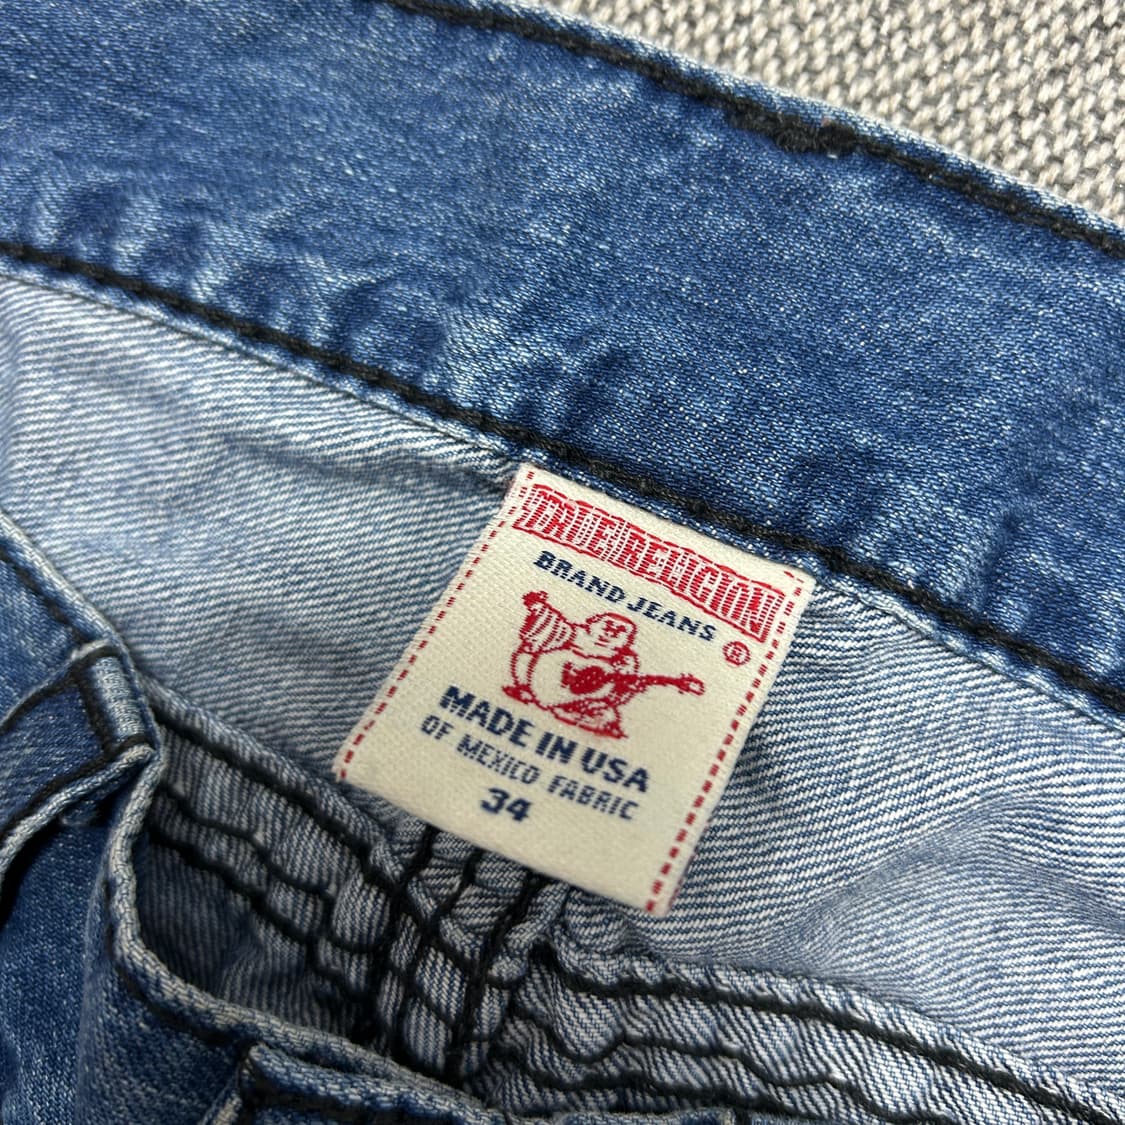 TRUE RELIGION
BRAND JEANS
®
MADE IN USA
OF MEXICO FABRIC
34